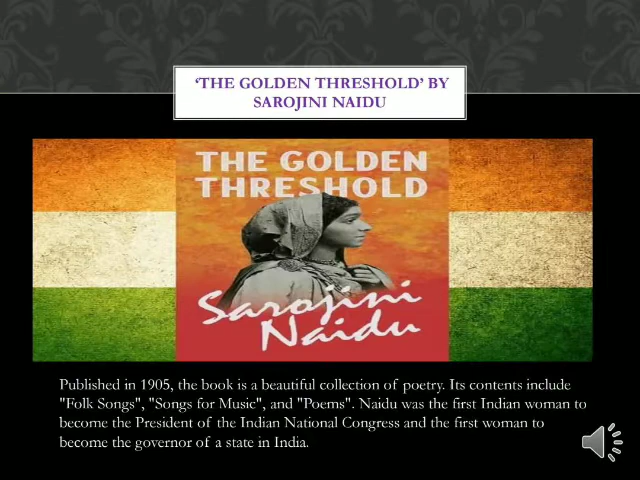 ‘THE GOLDEN THRESHOLD’ BY
SAROJINI NAIDU
THE GOLDEN
THRESHOLD
Sarojini
Naidu
Published in 1905, the book is a beautiful collection of poetry. Its contents include
"Folk Songs", "Songs for Music", and "Poems". Naidu was the first Indian woman to
become the President of the Indian National Congress and the first woman to
become the governor of a state in India.